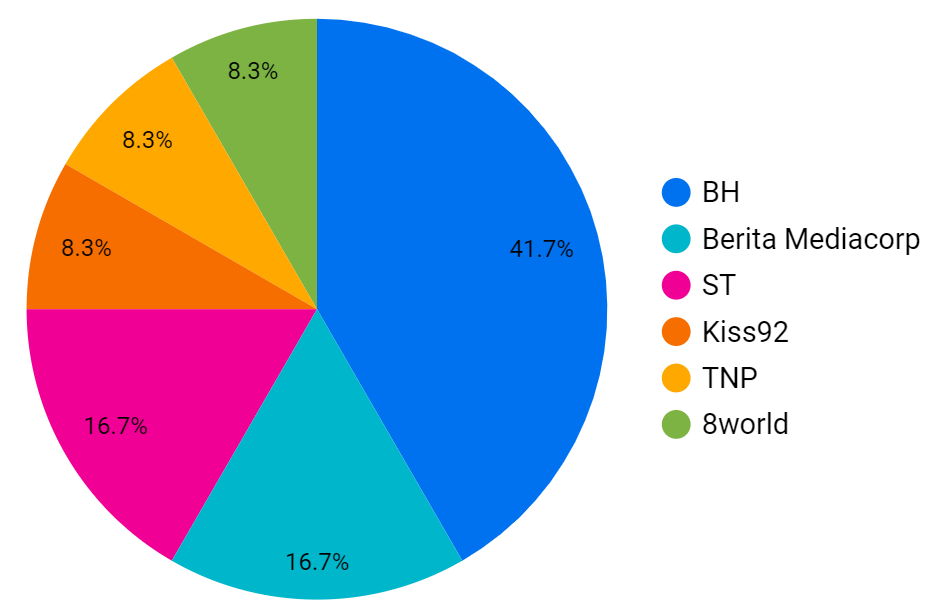 8.3%
8.3%
8.3%
41.7%
16.7%
16.7%
BH
Berita Mediacorp
ST
Kiss92
TNP
8world